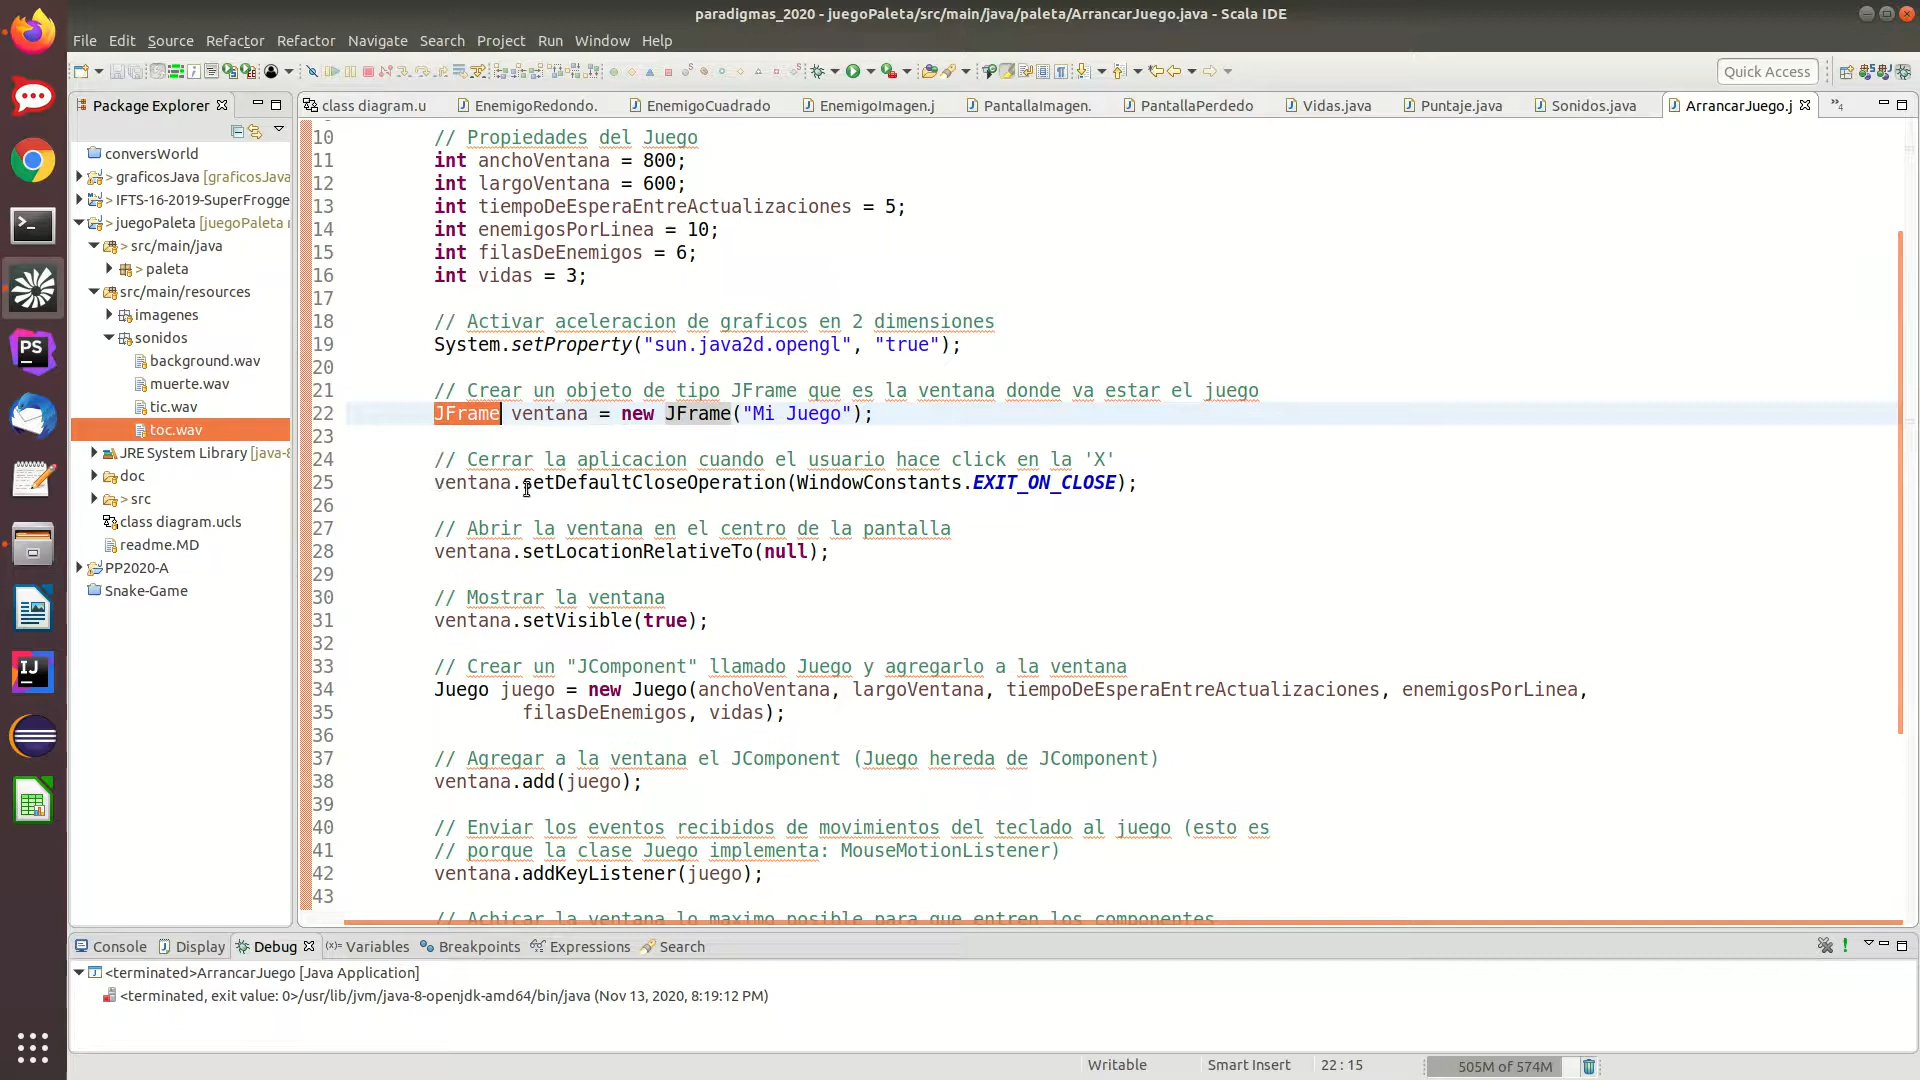 paradigmas_2020 - juegoPaleta/src/main/java/paleta/ArrancarJuego.java - Scala IDE
File Edit Source Refactor Refactor Navigate Search Project Run Window Help
Quick Access
Package Explorer
class diagram.u EnemigoRedondo. EnemigoCuadrado EnemigoImagen.j PantallaImagen. PantallaPerdedo Vidas.java Puntaje.java Sonidos.java ArrancarJuego.j »4
conversWorld
> graficosJava [graficosJava
> IFTS-16-2019-SuperFrogge
> juegoPaleta [juegoPaleta
> src/main/java
> paleta
src/main/resources
imagenes
sonidos
background.wav
muerte.wav
tic.wav
toc.wav
JRE System Library [java-8
doc
> src
class diagram.ucls
readme.MD
PP2020-A
Snake-Game
10 // Propiedades del Juego
11 int anchoVentana = 800;
12 int largoVentana = 600;
13 int tiempoDeEsperaEntreActualizaciones = 5;
14 int enemigosPorLinea = 10;
15 int filasDeEnemigos = 6;
16 int vidas = 3;
17
18 // Activar aceleracion de graficos en 2 dimensiones
19 System.setProperty("sun.java2d.opengl", "true");
20
21 // Crear un objeto de tipo JFrame que es la ventana donde va estar el juego
22 JFrame ventana = new JFrame("Mi Juego");
23
24 // Cerrar la aplicacion cuando el usuario hace click en la 'X'
25 ventana.setDefaultCloseOperation(WindowConstants.EXIT_ON_CLOSE);
26
27 // Abrir la ventana en el centro de la pantalla
28 ventana.setLocationRelativeTo(null);
29
30 // Mostrar la ventana
31 ventana.setVisible(true);
32
33 // Crear un "JComponent" llamado Juego y agregarlo a la ventana
34 Juego juego = new Juego(anchoVentana, largoVentana, tiempoDeEsperaEntreActualizaciones, enemigosPorLinea,
35 filasDeEnemigos, vidas);
36
37 // Agregar a la ventana el JComponent (Juego hereda de JComponent)
38 ventana.add(juego);
39
40 // Enviar los eventos recibidos de movimientos del teclado al juego (esto es
41 // porque la clase Juego implementa: MouseMotionListener)
42 ventana.addKeyListener(juego);
43
// Achicar la ventana lo maximo posible para que entren los componentes
Console Display Debug (x)= Variables Breakpoints Expressions Search
<terminated>ArrancarJuego [Java Application]
<terminated, exit value: 0>/usr/lib/jvm/java-8-openjdk-amd64/bin/java (Nov 13, 2020, 8:19:12 PM)
Writable Smart Insert 22 : 15 505M of 574M
PS
IJ